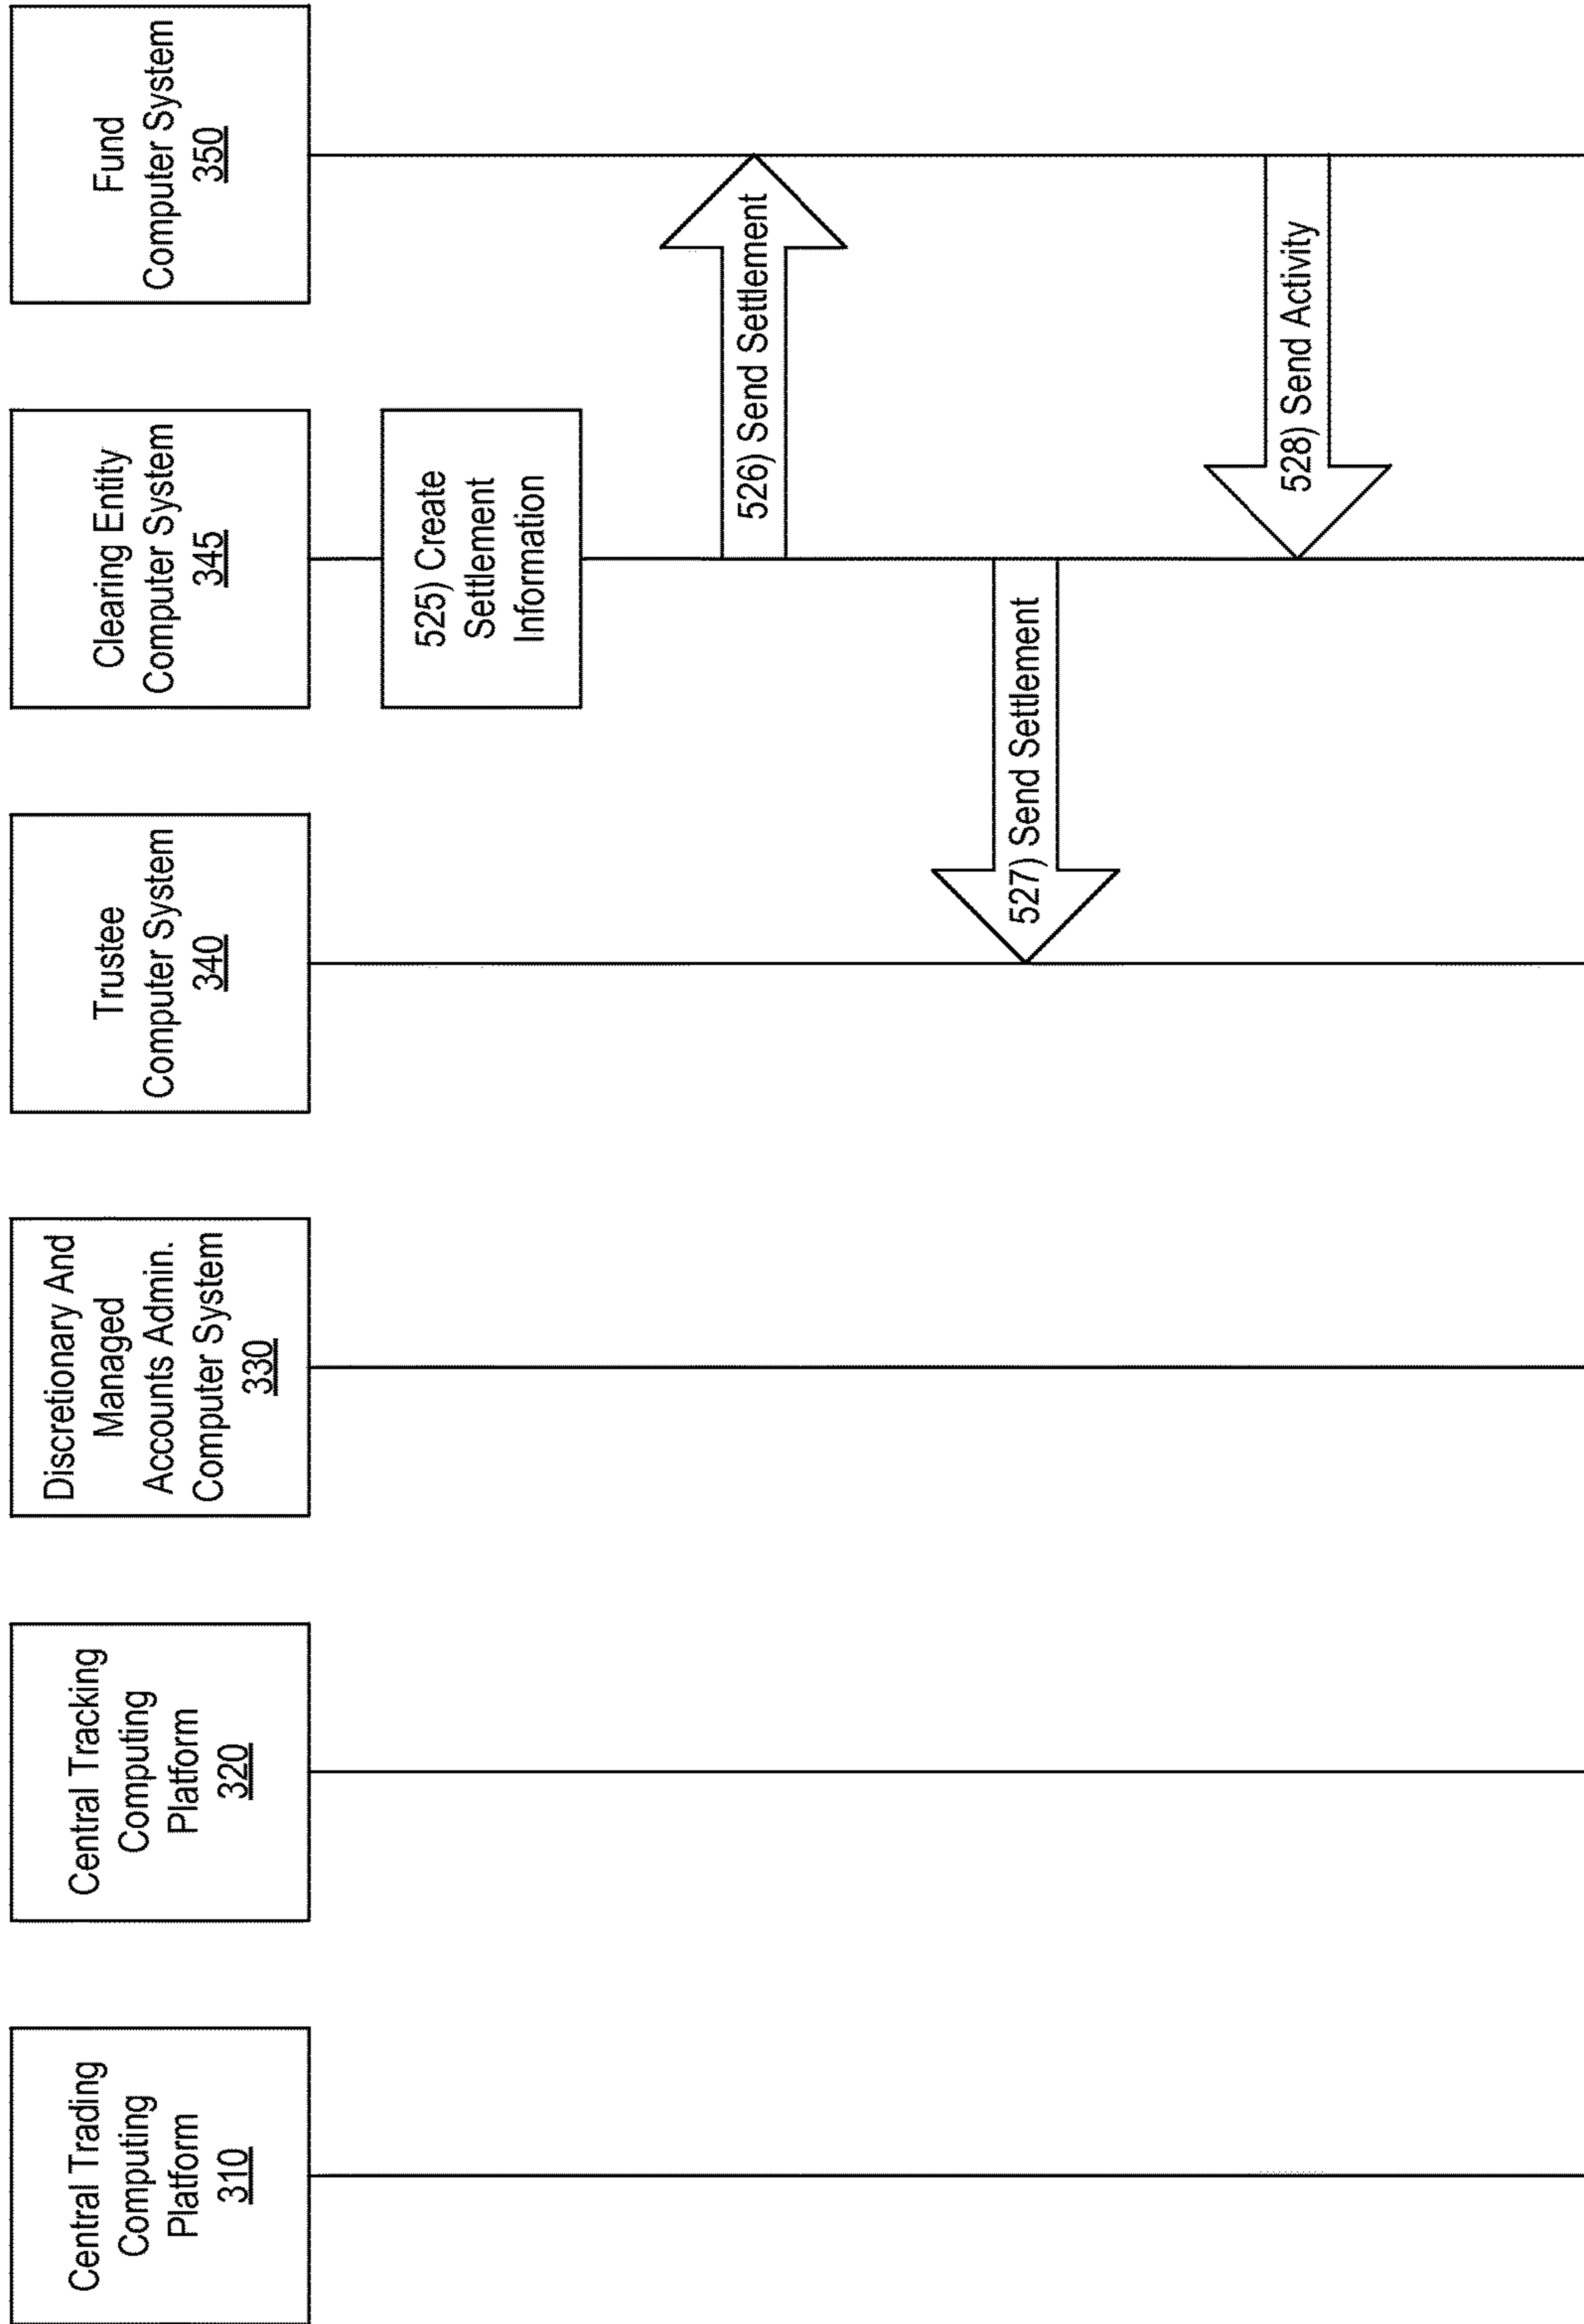 Central Trading
Computing
Platform
310
Central Tracking
Computing
Platform
320
Discretionary And
Managed
Accounts Admin.
Computer System
330
Trustee
Computer System
340
Clearing Entity
Computer System
345
Fund
Computer System
350
525) Create
Settlement
Information
526) Send Settlement
527) Send Settlement
528) Send Activity